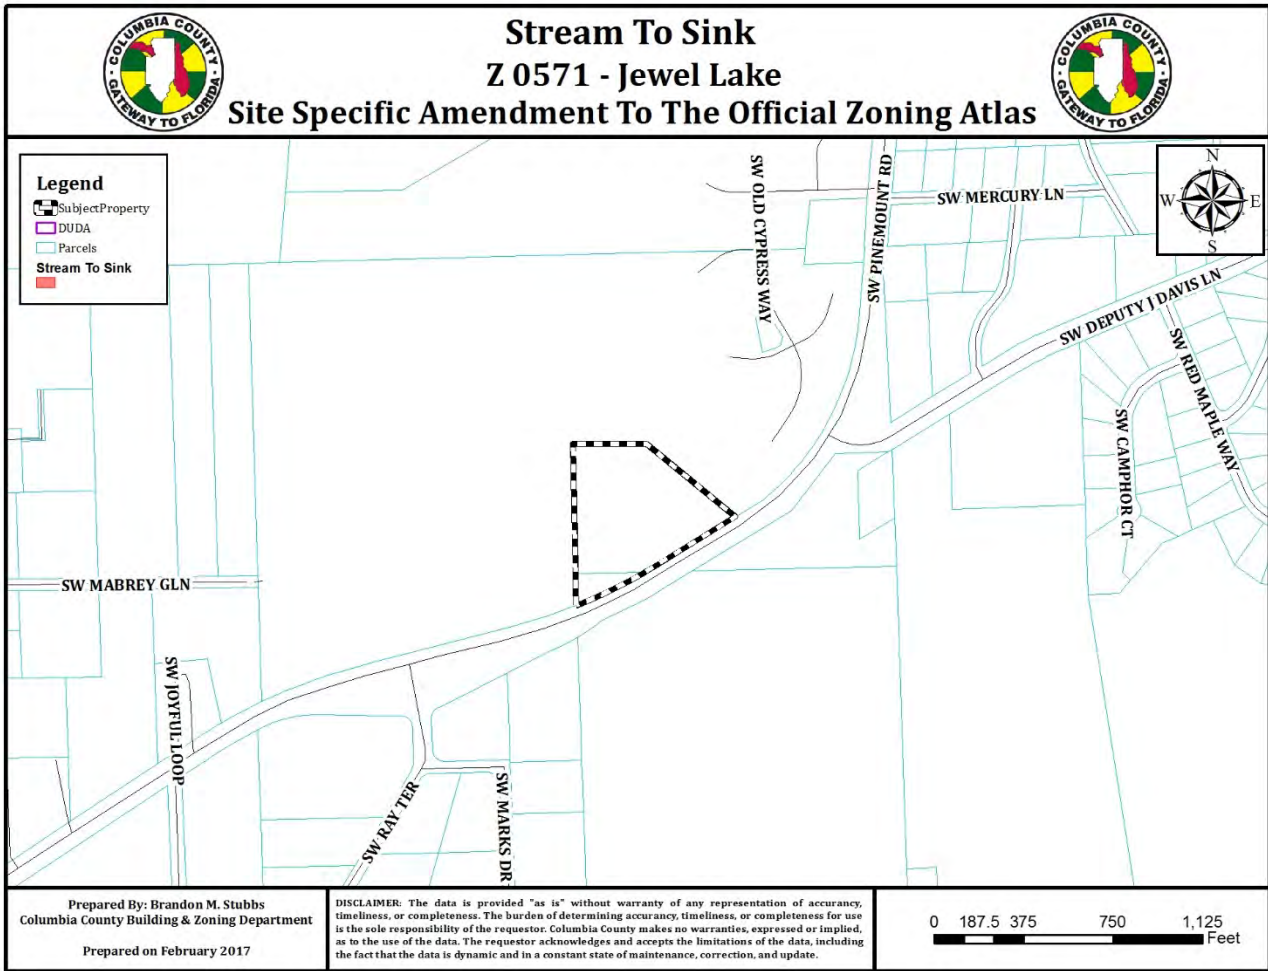 Stream To Sink
Z 0571 - Jewel Lake
Site Specific Amendment To The Official Zoning Atlas
COLUMBIA COUNTY
GATEWAY TO FLORIDA
COLUMBIA COUNTY
GATEWAY TO FLORIDA
Legend
SubjectProperty
DUDA
Parcels
Stream To Sink
N
W
E
S
SW OLD CYPRESS WAY
SW PINEMOUNT RD
SW MERCURY LN
SW DEPUTY J DAVIS LN
SW RED MAPLE WAY
SW CAMPHOR CT
SW MABREY GLN
SW JOYFUL LOOP
SW RAY TER
SW MARKS DR
Prepared By: Brandon M. Stubbs
Columbia County Building & Zoning Department
Prepared on February 2017
DISCLAIMER: The data is provided "as is" without warranty of any representation of accurancy,
timeliness, or completeness. The burden of determining accurancy, timeliness, or completeness for use
is the sole responsibility of the requestor. Columbia County makes no warranties, expressed or implied,
as to the use of the data. The requestor acknowledges and accepts the limitations of the data, including
the fact that the data is dynamic and in a constant state of maintenance, correction, and update.
0 187.5 375 750 1,125
Feet